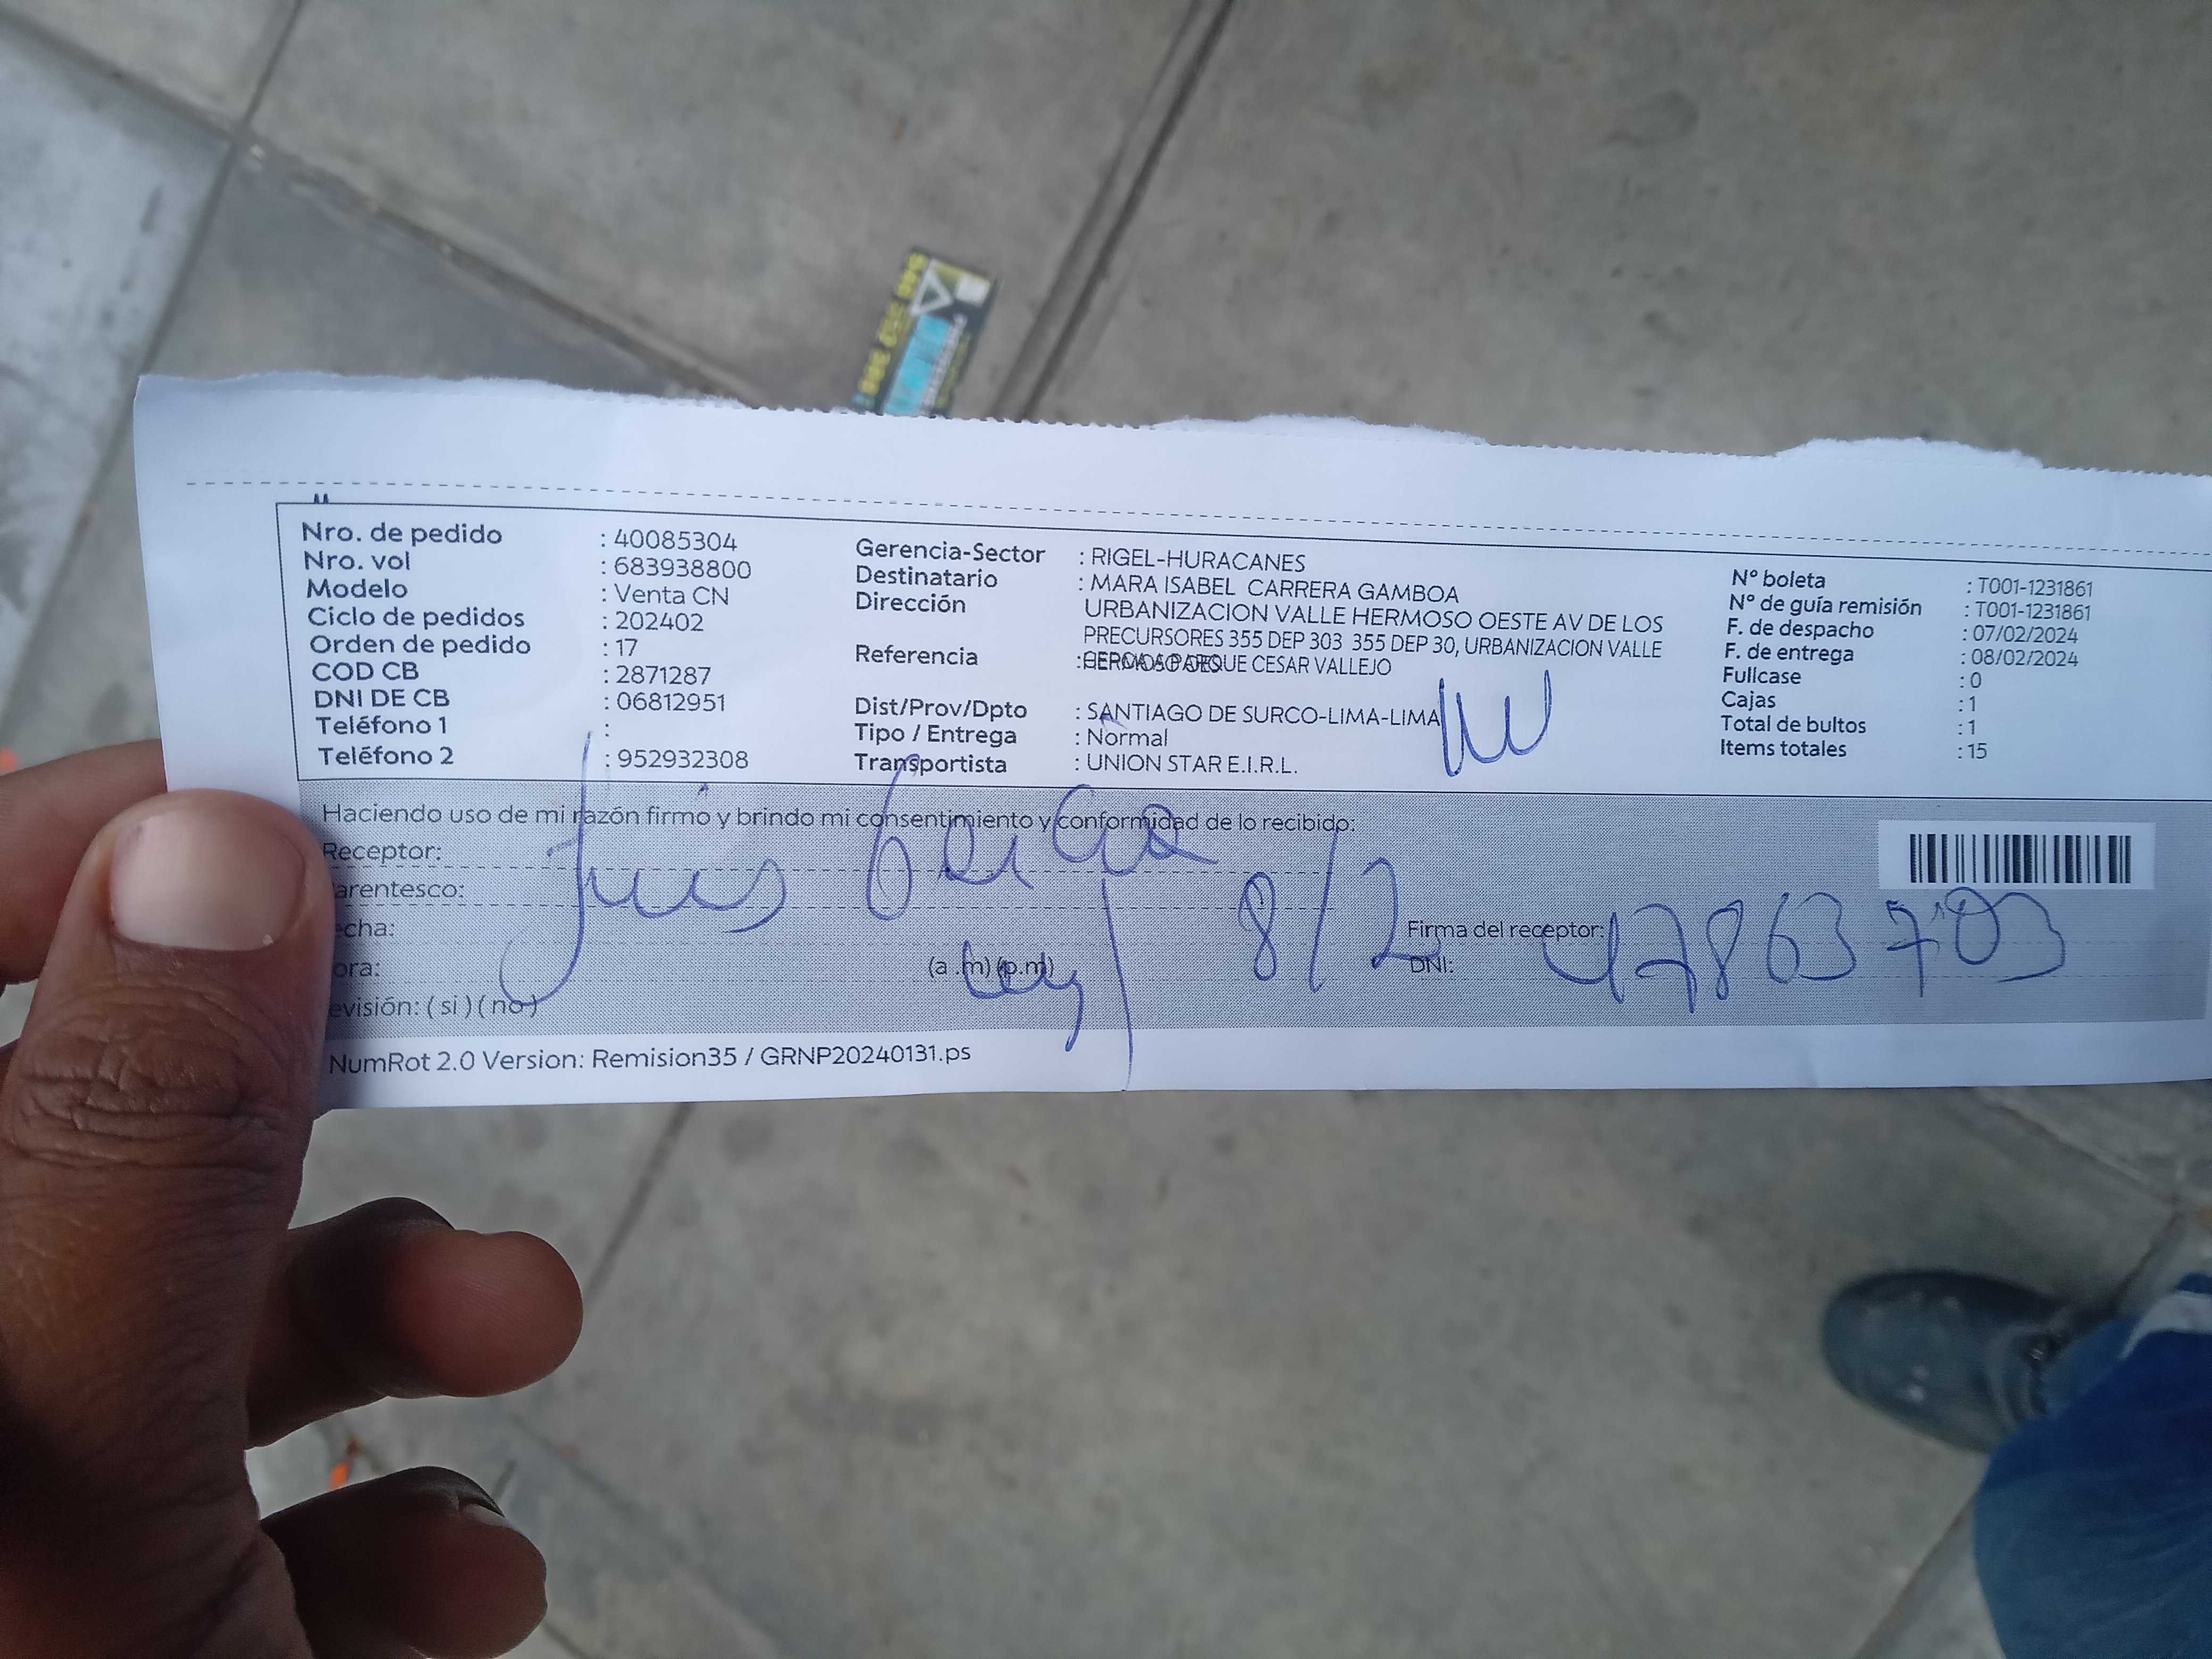 Nro. de pedido : 40085304
Nro. vol : 683938800
Modelo : Venta CN
Ciclo de pedidos : 202402
Orden de pedido : 17
COD CB : 2871287
DNI DE CB : 06812951
Teléfono 1 :
Teléfono 2 : 952932308
Gerencia-Sector : RIGEL-HURACANES
Destinatario : MARA ISABEL CARRERA GAMBOA
Dirección URBANIZACION VALLE HERMOSO OESTE AV DE LOS
PRECURSORES 355 DEP 303 355 DEP 30, URBANIZACION VALLE
Referencia : PARQUE CESAR VALLEJO
Dist/Prov/Dpto : SANTIAGO DE SURCO-LIMA-LIMA
Tipo / Entrega : Normal
Transportista : UNION STAR E.I.R.L.
N° boleta : T001-1231861
N° de guía remisión : T001-1231861
F. de despacho : 07/02/2024
F. de entrega : 08/02/2024
Fullcase : 0
Cajas : 1
Total de bultos : 1
Items totales : 15
Haciendo uso de mi razón firmo y brindo mi consentimiento y conformidad de lo recibido:
Receptor: Luis
arentesco:
echa: 8/2
Firma del receptor:
ora: (a.m) (p.m)
DNI: 47863703
evisión: ( si ) ( no )
NumRot 2.0 Version: Remision35 / GRNP20240131.ps